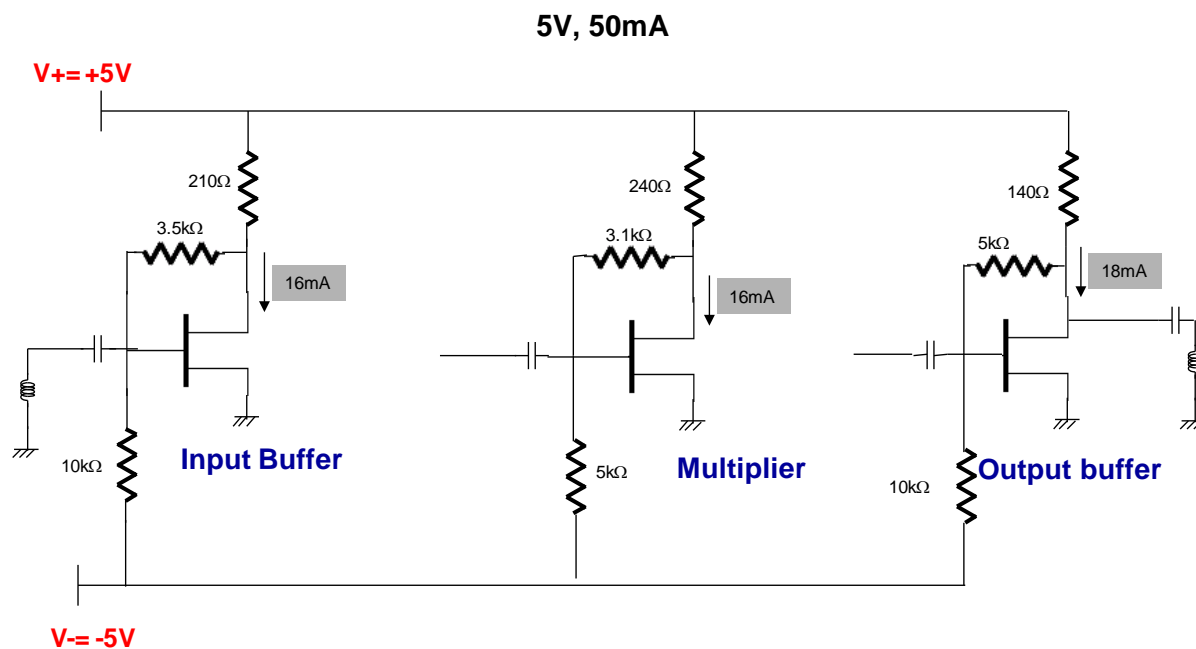 5V, 50mA
V+= +5V
210Ω
240Ω
140Ω
3.5kΩ
3.1kΩ
5kΩ
16mA
16mA
18mA
10kΩ
Input Buffer
5kΩ
Multiplier
10kΩ
Output buffer
V-= -5V